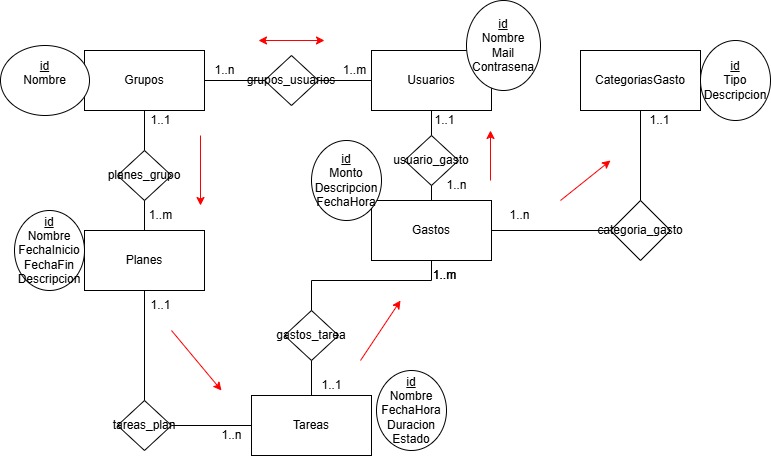 id
Nombre
Grupos
1..n
grupos_usuarios
1..m
Usuarios
id
Nombre
Mail
Contrasena
CategoriasGasto
id
Tipo
Descripcion
1..1
1..1
1..1
planes_grupo
id
Monto
Descripcion
FechaHora
usuario_gasto
1..n
1..m
id
Nombre
FechaInicio
FechaFin
Descripcion
Planes
Gastos
1..n
categoria_gasto
1..m
1..1
gastos_tarea
1..1
tareas_plan
1..n
Tareas
id
Nombre
FechaHora
Duracion
Estado